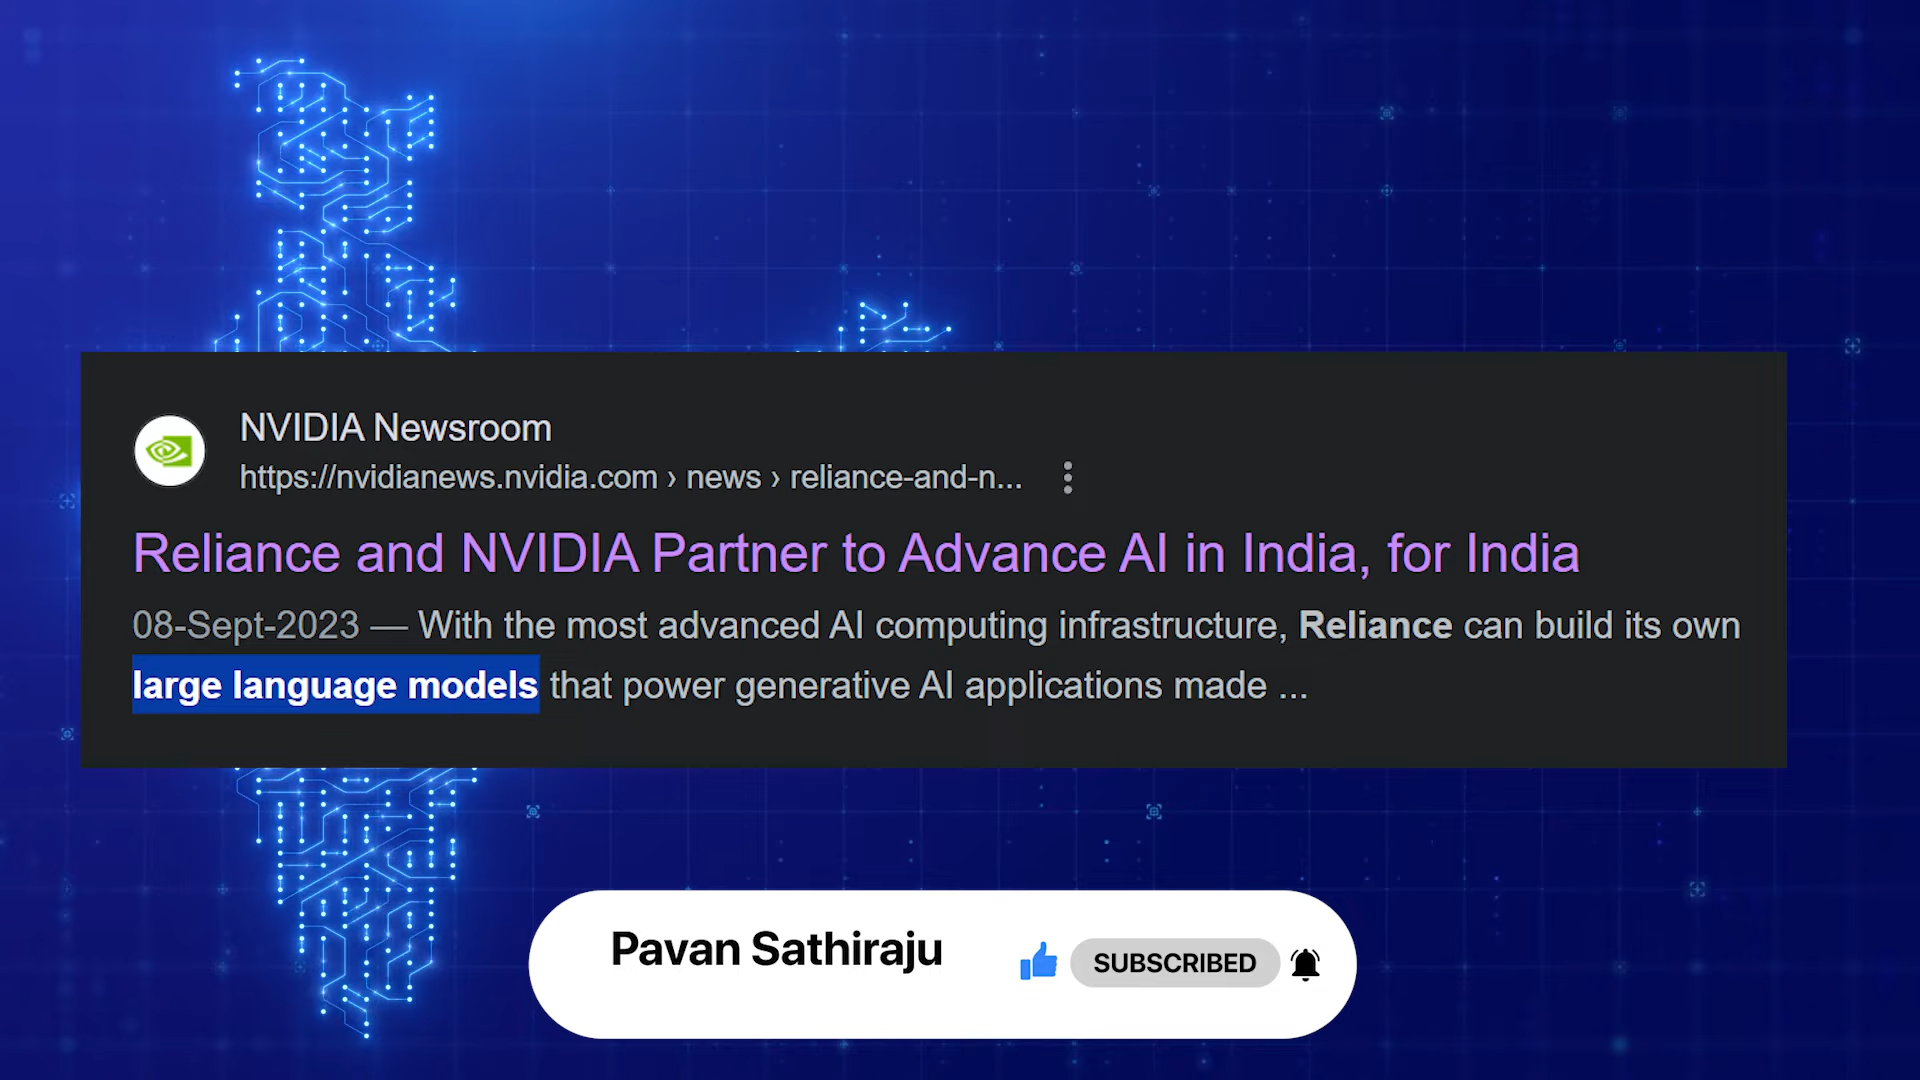 NVIDIA Newsroom
https://nvidianews.nvidia.com › news › reliance-and-n...
Reliance and NVIDIA Partner to Advance AI in India, for India
08-Sept-2023 — With the most advanced AI computing infrastructure, Reliance can build its own
large language models that power generative AI applications made ...
Pavan Sathiraju
SUBSCRIBED